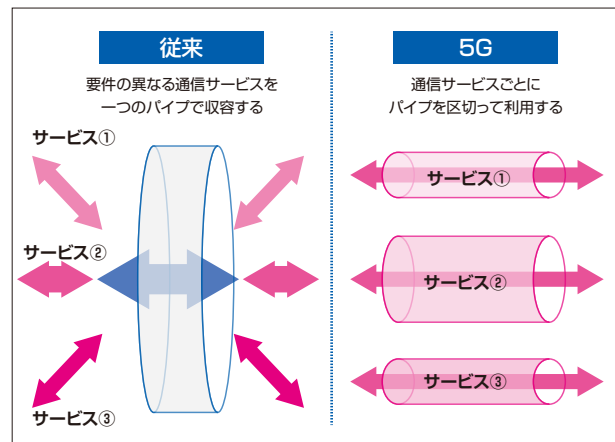 従来
要件の異なる通信サービスを
一つのパイプで収容する
サービス①
サービス②
サービス③
5G
通信サービスごとに
パイプを区切って利用する
サービス①
サービス②
サービス③